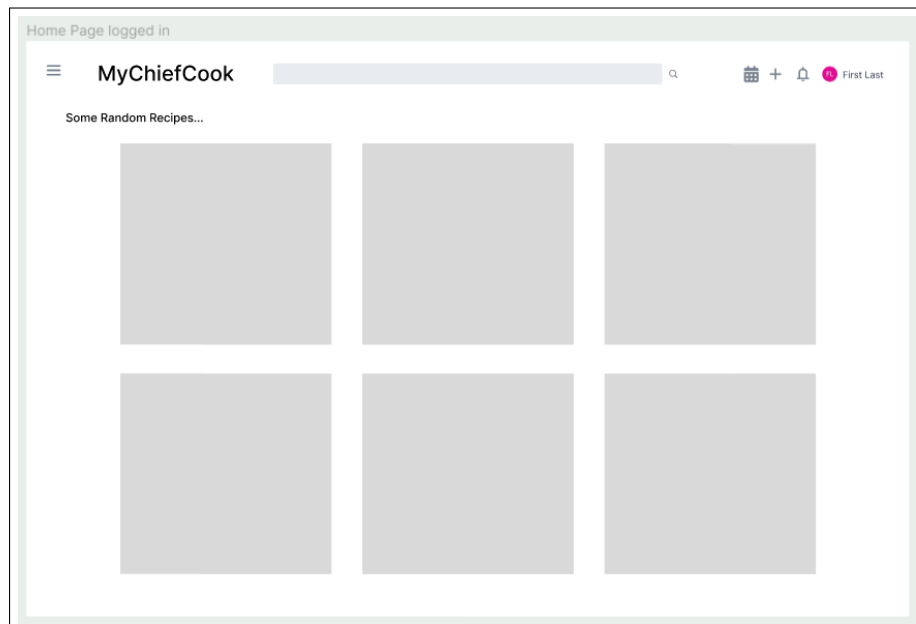 Home Page logged in
MyChiefCook
FL First Last
Some Random Recipes...